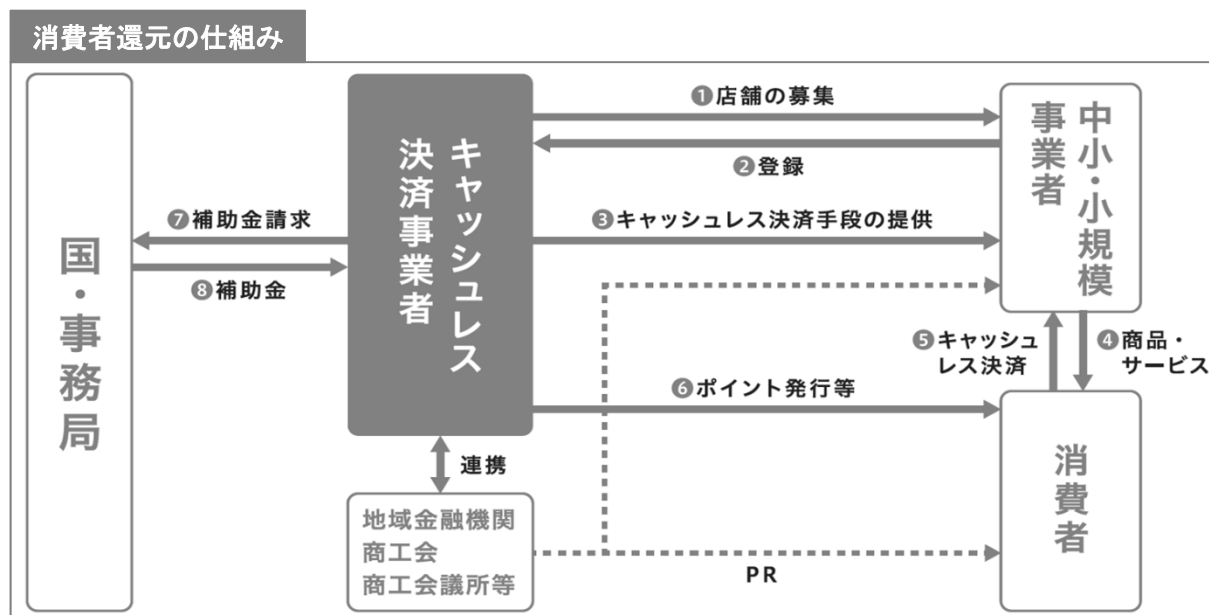 消費者還元の仕組み
国・事務局
キャッシュレス
決済事業者
中小・小規模
事業者
❶店舗の募集
❷登録
❸キャッシュレス決済手段の提供
❼補助金請求
❽補助金
❺キャッシュ
レス決済
❹商品・
サービス
❻ポイント発行等
連携
地域金融機関
商工会
商工会議所等
PR
消費者